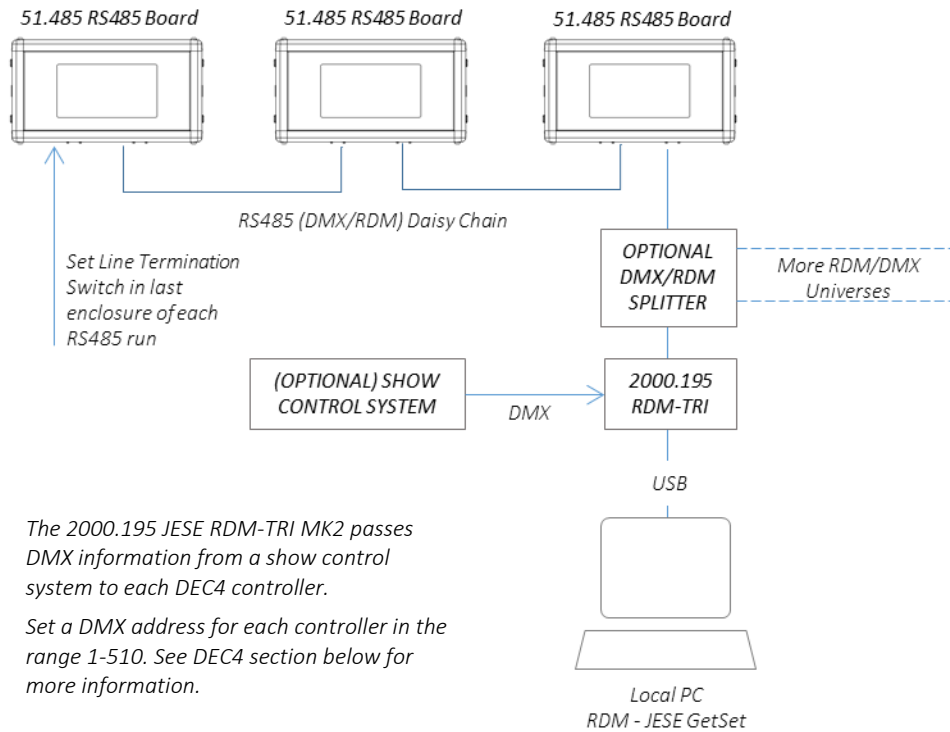 51.485 RS485 Board
51.485 RS485 Board
51.485 RS485 Board
RS485 (DMX/RDM) Daisy Chain
Set Line Termination
Switch in last
enclosure of each
RS485 run
OPTIONAL
DMX/RDM
SPLITTER
More RDM/DMX
Universes
(OPTIONAL) SHOW
CONTROL SYSTEM
DMX
2000.195
RDM-TRI
USB
The 2000.195 JESE RDM-TRI MK2 passes
DMX information from a show control
system to each DEC4 controller.
Set a DMX address for each controller in the
range 1-510. See DEC4 section below for
more information.
Local PC
RDM - JESE GetSet